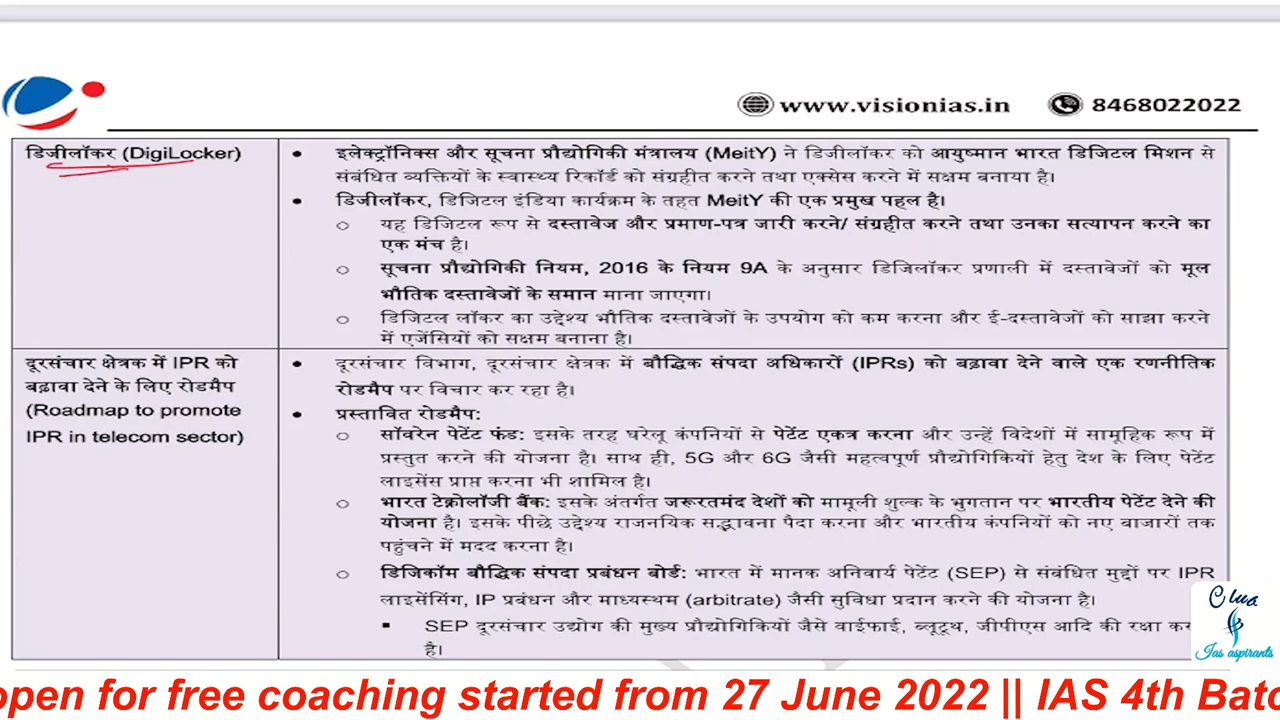 www.visionias.in 8468022022
डिजीलॉकर (DigiLocker)
• इलेक्ट्रॉनिक्स और सूचना प्रौद्योगिकी मंत्रालय (MeitY) ने डिजीलॉकर को आयुष्मान भारत डिजिटल मिशन से
संबंधित व्यक्तियों के स्वास्थ्य रिकॉर्ड को संग्रहीत करने तथा एक्सेस करने में सक्षम बनाया है।
• डिजीलॉकर, डिजिटल इंडिया कार्यक्रम के तहत MeitY की एक प्रमुख पहल है।
o यह डिजिटल रूप से दस्तावेज और प्रमाण-पत्र जारी करने/ संग्रहीत करने तथा उनका सत्यापन करने का
एक मंच है।
o सूचना प्रौद्योगिकी नियम, 2016 के नियम 9A के अनुसार डिजिलॉकर प्रणाली में दस्तावेजों को मूल
भौतिक दस्तावेजों के समान माना जाएगा।
o डिजिटल लॉकर का उद्देश्य भौतिक दस्तावेजों के उपयोग को कम करना और ई-दस्तावेजों को साझा करने
में एजेंसियों को सक्षम बनाना है।
दूरसंचार क्षेत्रक में IPR को
बढ़ावा देने के लिए रोडमैप
(Roadmap to promote
IPR in telecom sector)
• दूरसंचार विभाग, दूरसंचार क्षेत्रक में बौद्धिक संपदा अधिकारों (IPRs) को बढ़ावा देने वाले एक रणनीतिक
रोडमैप पर विचार कर रहा है।
• प्रस्तावित रोडमैप:
o सॉवरेन पेटेंट फंड: इसके तरह घरेलू कंपनियों से पेटेंट एकत्र करना और उन्हें विदेशों में सामूहिक रूप में
प्रस्तुत करने की योजना है। साथ ही, 5G और 6G जैसी महत्वपूर्ण प्रौद्योगिकियों हेतु देश के लिए पेटेंट
लाइसेंस प्राप्त करना भी शामिल है।
o भारत टेक्नोलॉजी बैंक: इसके अंतर्गत जरूरतमंद देशों को मामूली शुल्क के भुगतान पर भारतीय पेटेंट देने की
योजना है। इसके पीछे उद्देश्य राजनयिक सद्भावना पैदा करना और भारतीय कंपनियों को नए बाजारों तक
पहुंचने में मदद करना है।
o डिजिकॉम बौद्धिक संपदा प्रबंधन बोर्ड: भारत में मानक अनिवार्य पेटेंट (SEP) से संबंधित मुद्दों पर IPR
लाइसेंसिंग, IP प्रबंधन और माध्यस्थम (arbitrate) जैसी सुविधा प्रदान करने की योजना है।
▪ SEP दूरसंचार उद्योग की मुख्य प्रौद्योगिकियों जैसे वाईफाई, ब्लूटूथ, जीपीएस आदि की रक्षा कर
है।
Clue
Ias aspirants
open for free coaching started from 27 June 2022 || IAS 4th Batc